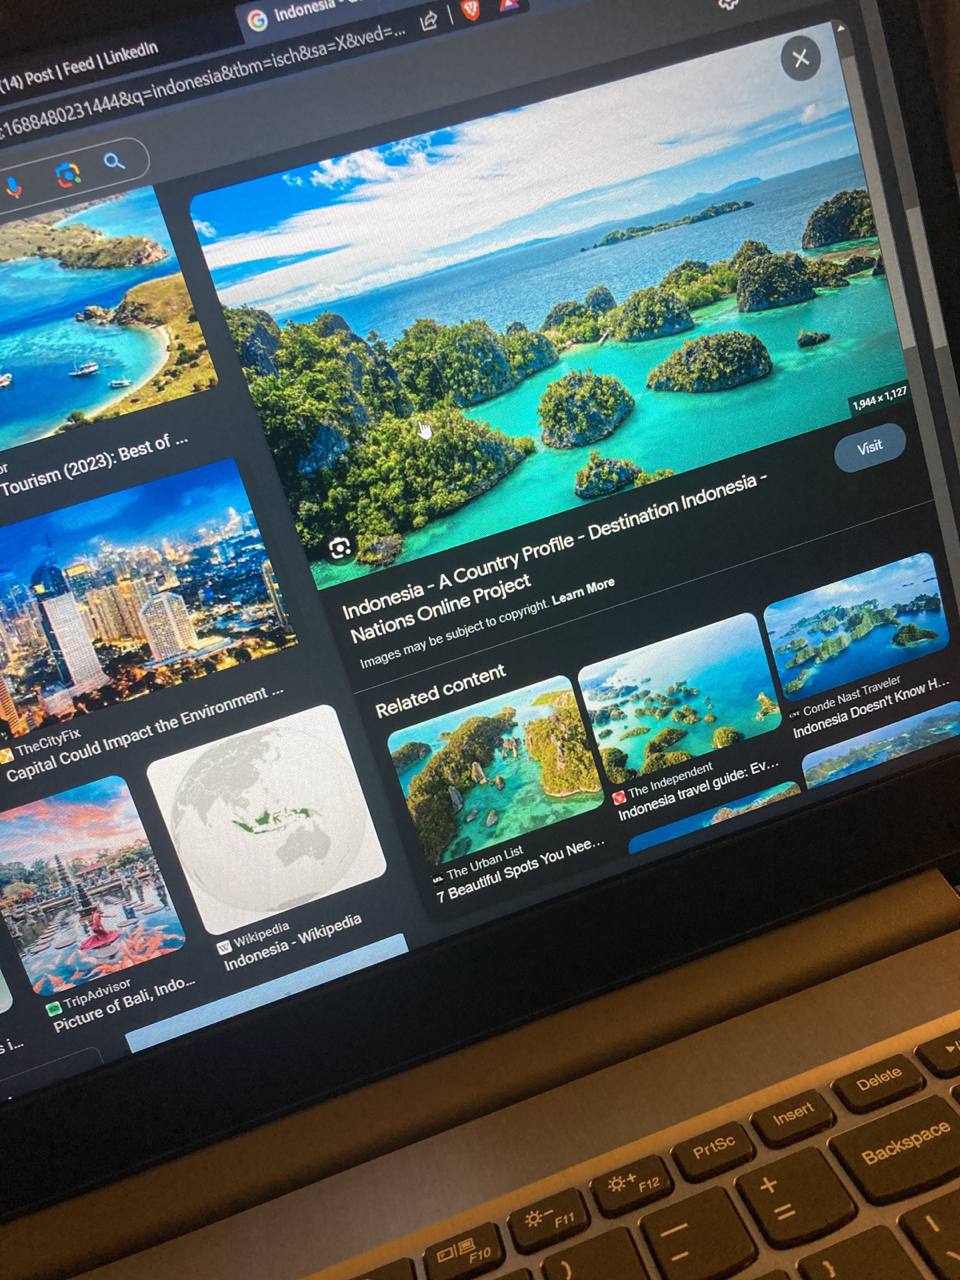 Indonesia -
(14) Post | Feed | LinkedIn
:1688480231444&q=indonesia&tbm=isch&sa=X&ved=...
1,944 × 1,127
Visit
Indonesia - A Country Profile - Destination Indonesia -
Nations Online Project
Images may be subject to copyright. Learn More
Related content
The Urban List
7 Beautiful Spots You Nee...
The Independent
Indonesia travel guide: Ev...
Conde Nast Traveler
Indonesia Doesn't Know H...
Tourism (2023): Best of ...
TheCityFix
Capital Could Impact the Environment ...
TripAdvisor
Picture of Bali, Indo...
W Wikipedia
Indonesia - Wikipedia
s i...
F10
F11
F12
PrtSc
Insert
Delete
Backspace
+
=